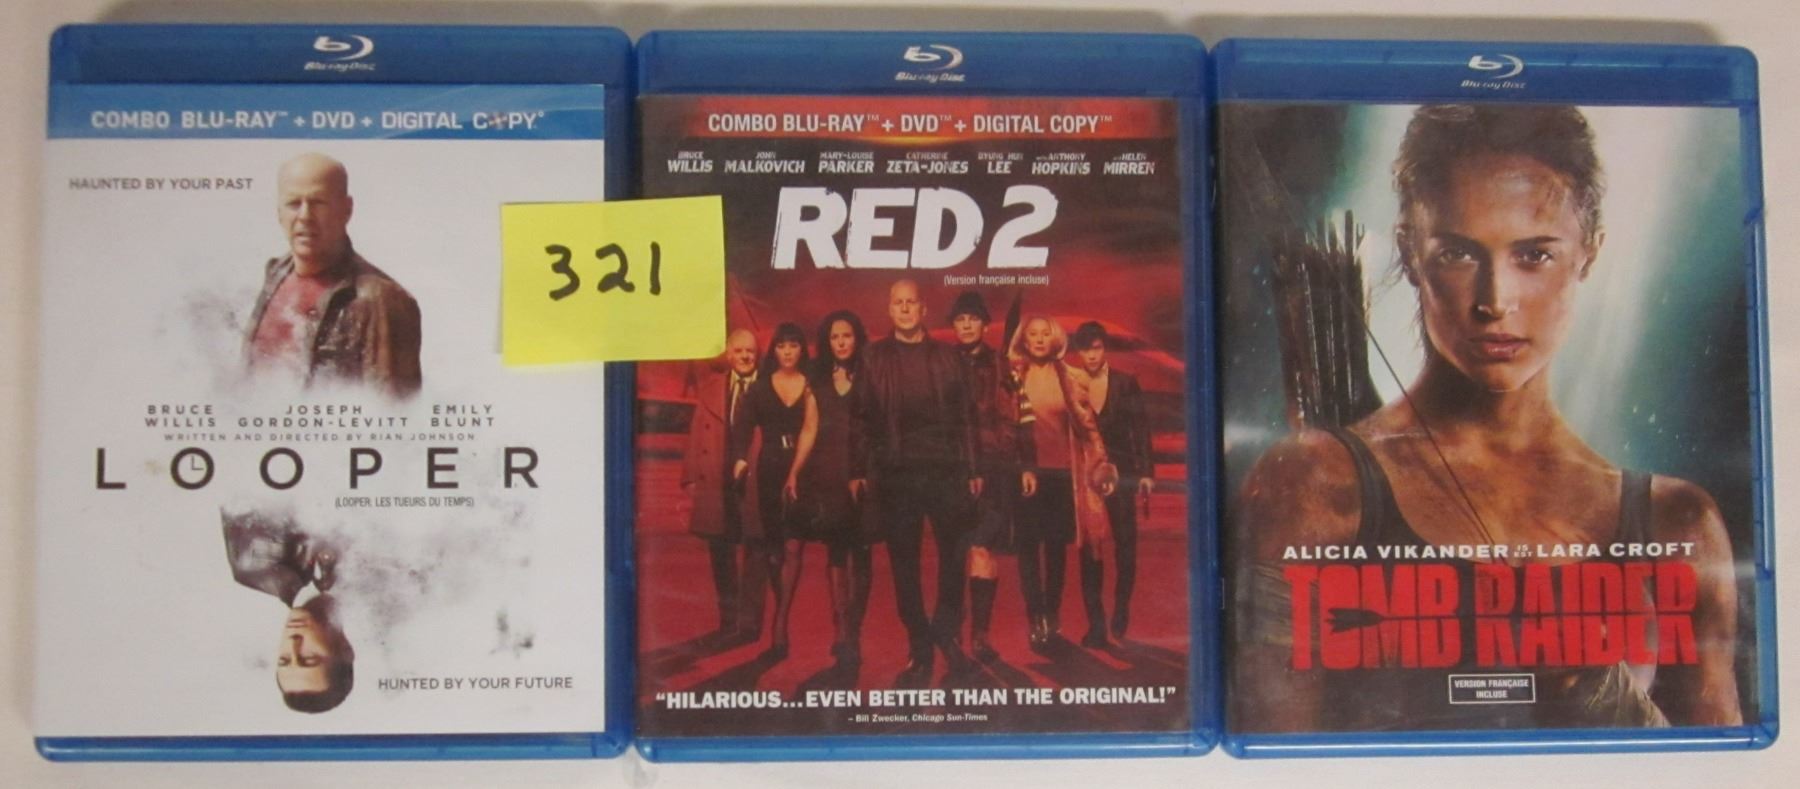 Blu-ray Disc
COMBO BLU-RAY™ + DVD + DIGITAL COPY
HAUNTED BY YOUR PAST
BRUCE WILLIS JOSEPH GORDON-LEVITT EMILY BLUNT
WRITTEN AND DIRECTED BY RIAN JOHNSON
LOOPER
(LOOPER: LES TUEURS DU TEMPS)
HUNTED BY YOUR FUTURE
321
Blu-ray Disc
COMBO BLU-RAY™ + DVD™ + DIGITAL COPY™
BRUCE WILLIS JOHN MALKOVICH MARY-LOUISE PARKER CATHERINE ZETA-JONES BYUNG HUN LEE WITH ANTHONY HOPKINS AND HELEN MIRREN
RED 2
(Version française incluse)
“HILARIOUS...EVEN BETTER THAN THE ORIGINAL!”
– Bill Zwecker, Chicago Sun-Times
Blu-ray Disc
ALICIA VIKANDER IS EST LARA CROFT
TOMB RAIDER
VERSION FRANÇAISE
INCLUSE